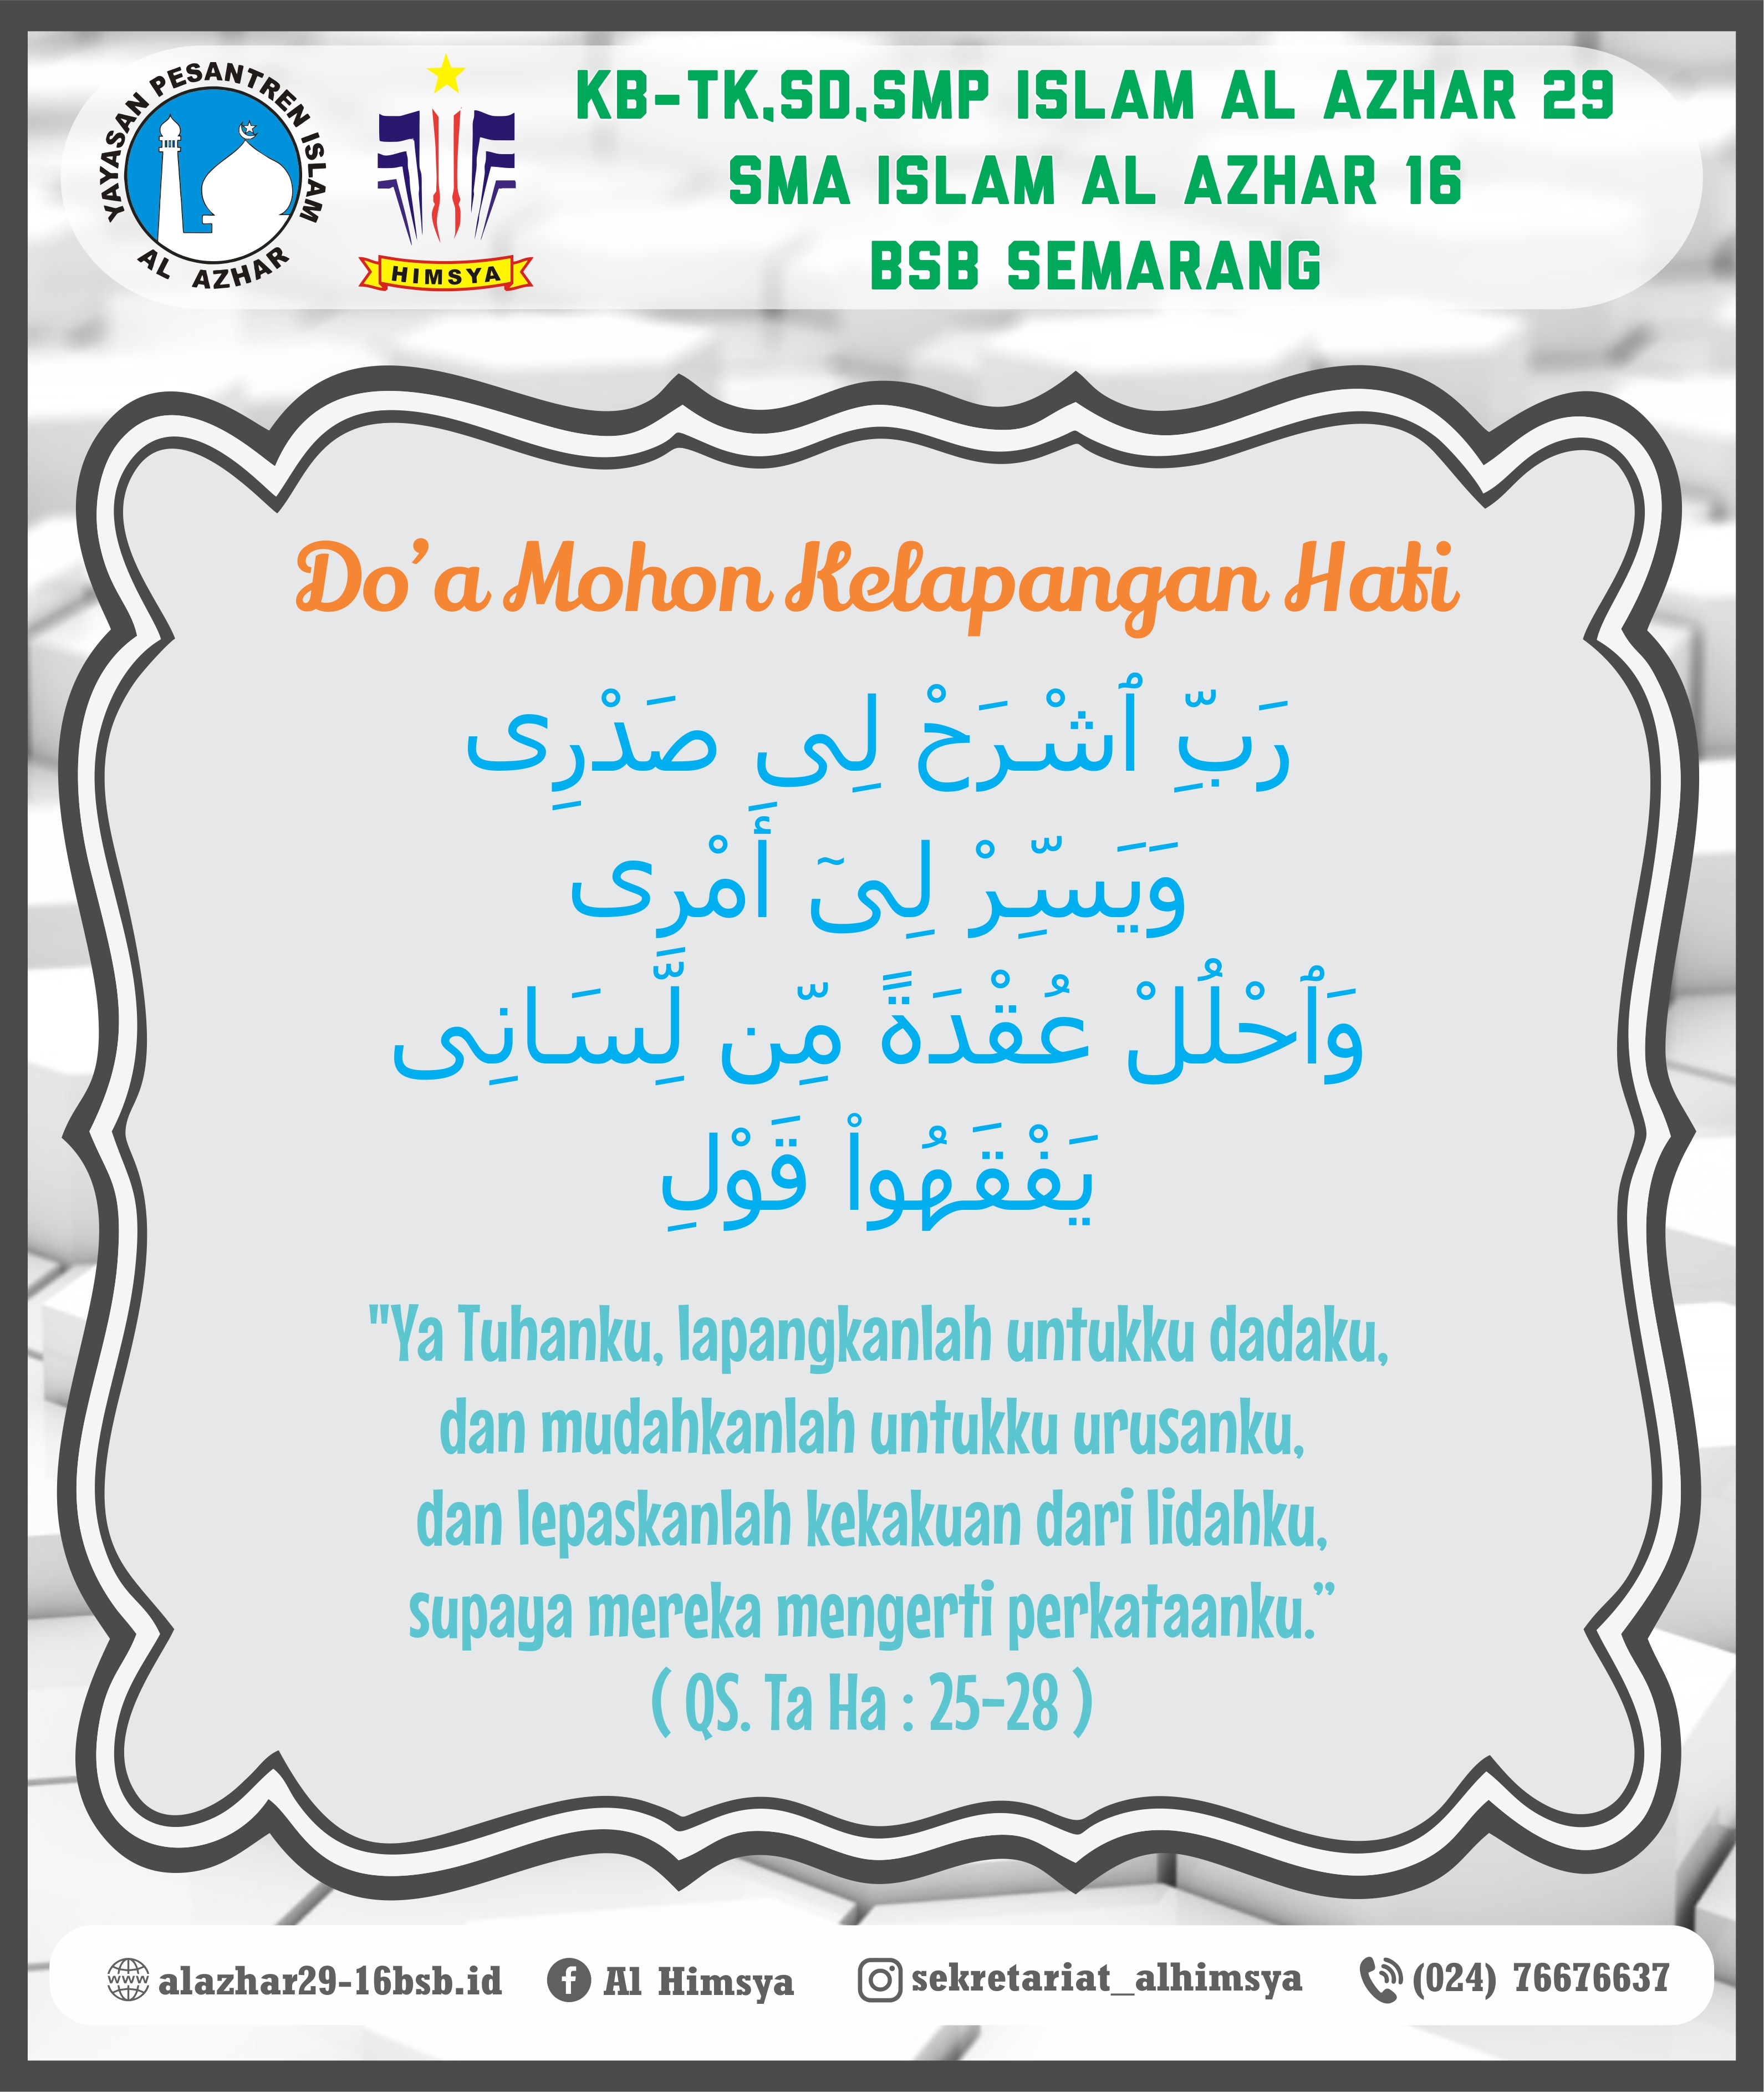 YAYASAN PESANTREN ISLAM
AL AZHAR
HIMSYA
KB-TK,SD,SMP ISLAM AL AZHAR 29
SMA ISLAM AL AZHAR 16
BSB SEMARANG
Do'a Mohon Kelapangan Hati
رَبِّ ٱشْرَحْ لِى صَدْرِى
وَيَسِّرْ لِىٓ أَمْرِى
وَٱحْلُلْ عُقْدَةً مِّن لِّسَانِى
يَفْقَهُوا۟ قَوْلِ
"Ya Tuhanku, lapangkanlah untukku dadaku,
dan mudahkanlah untukku urusanku,
dan lepaskanlah kekakuan dari lidahku,
supaya mereka mengerti perkataanku.”
( QS. Ta Ha : 25-28 )
www alazhar29-16bsb.id
Al Himsya
sekretariat_alhimsya
(024) 76676637